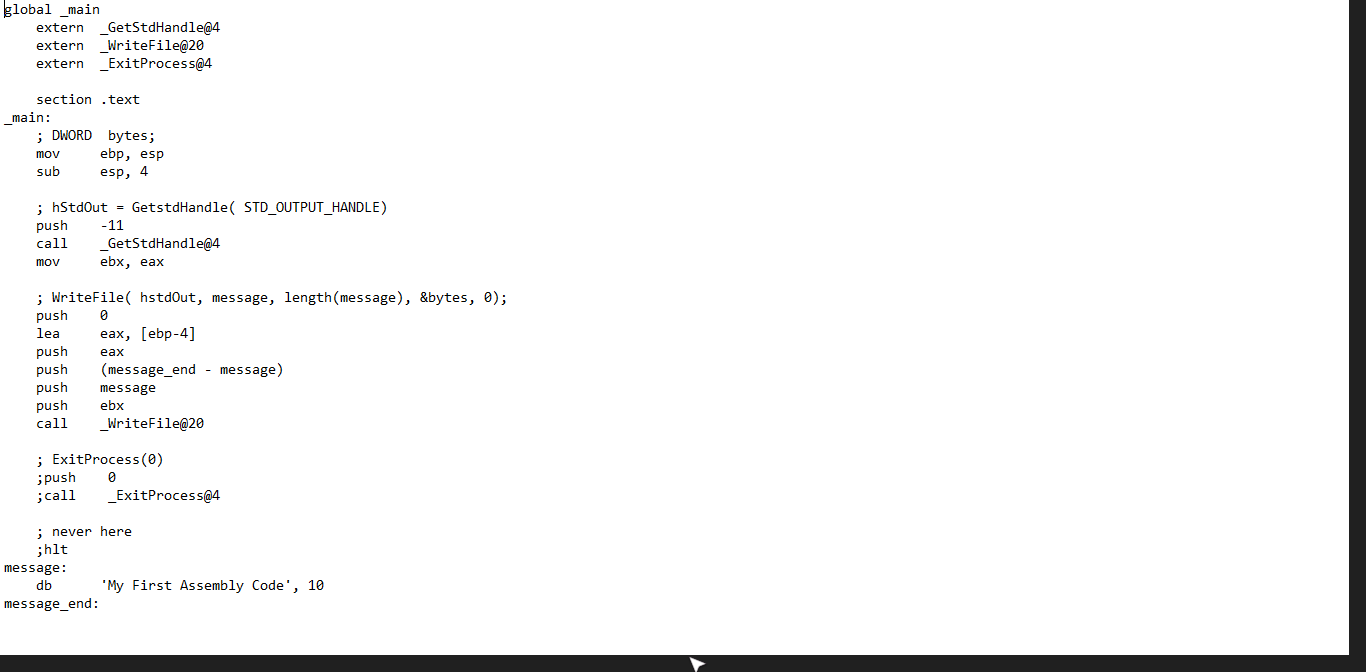 global _main
    extern  _GetStdHandle@4
    extern  _WriteFile@20
    extern  _ExitProcess@4

    section .text
_main:
    ; DWORD  bytes;
    mov     ebp, esp
    sub     esp, 4

    ; hStdOut = GetstdHandle( STD_OUTPUT_HANDLE)
    push    -11
    call    _GetStdHandle@4
    mov     ebx, eax

    ; WriteFile( hstdOut, message, length(message), &bytes, 0);
    push    0
    lea     eax, [ebp-4]
    push    eax
    push    (message_end - message)
    push    message
    push    ebx
    call    _WriteFile@20

    ; ExitProcess(0)
    ;push    0
    ;call    _ExitProcess@4

    ; never here
    ;hlt
message:
    db      'My First Assembly Code', 10
message_end: